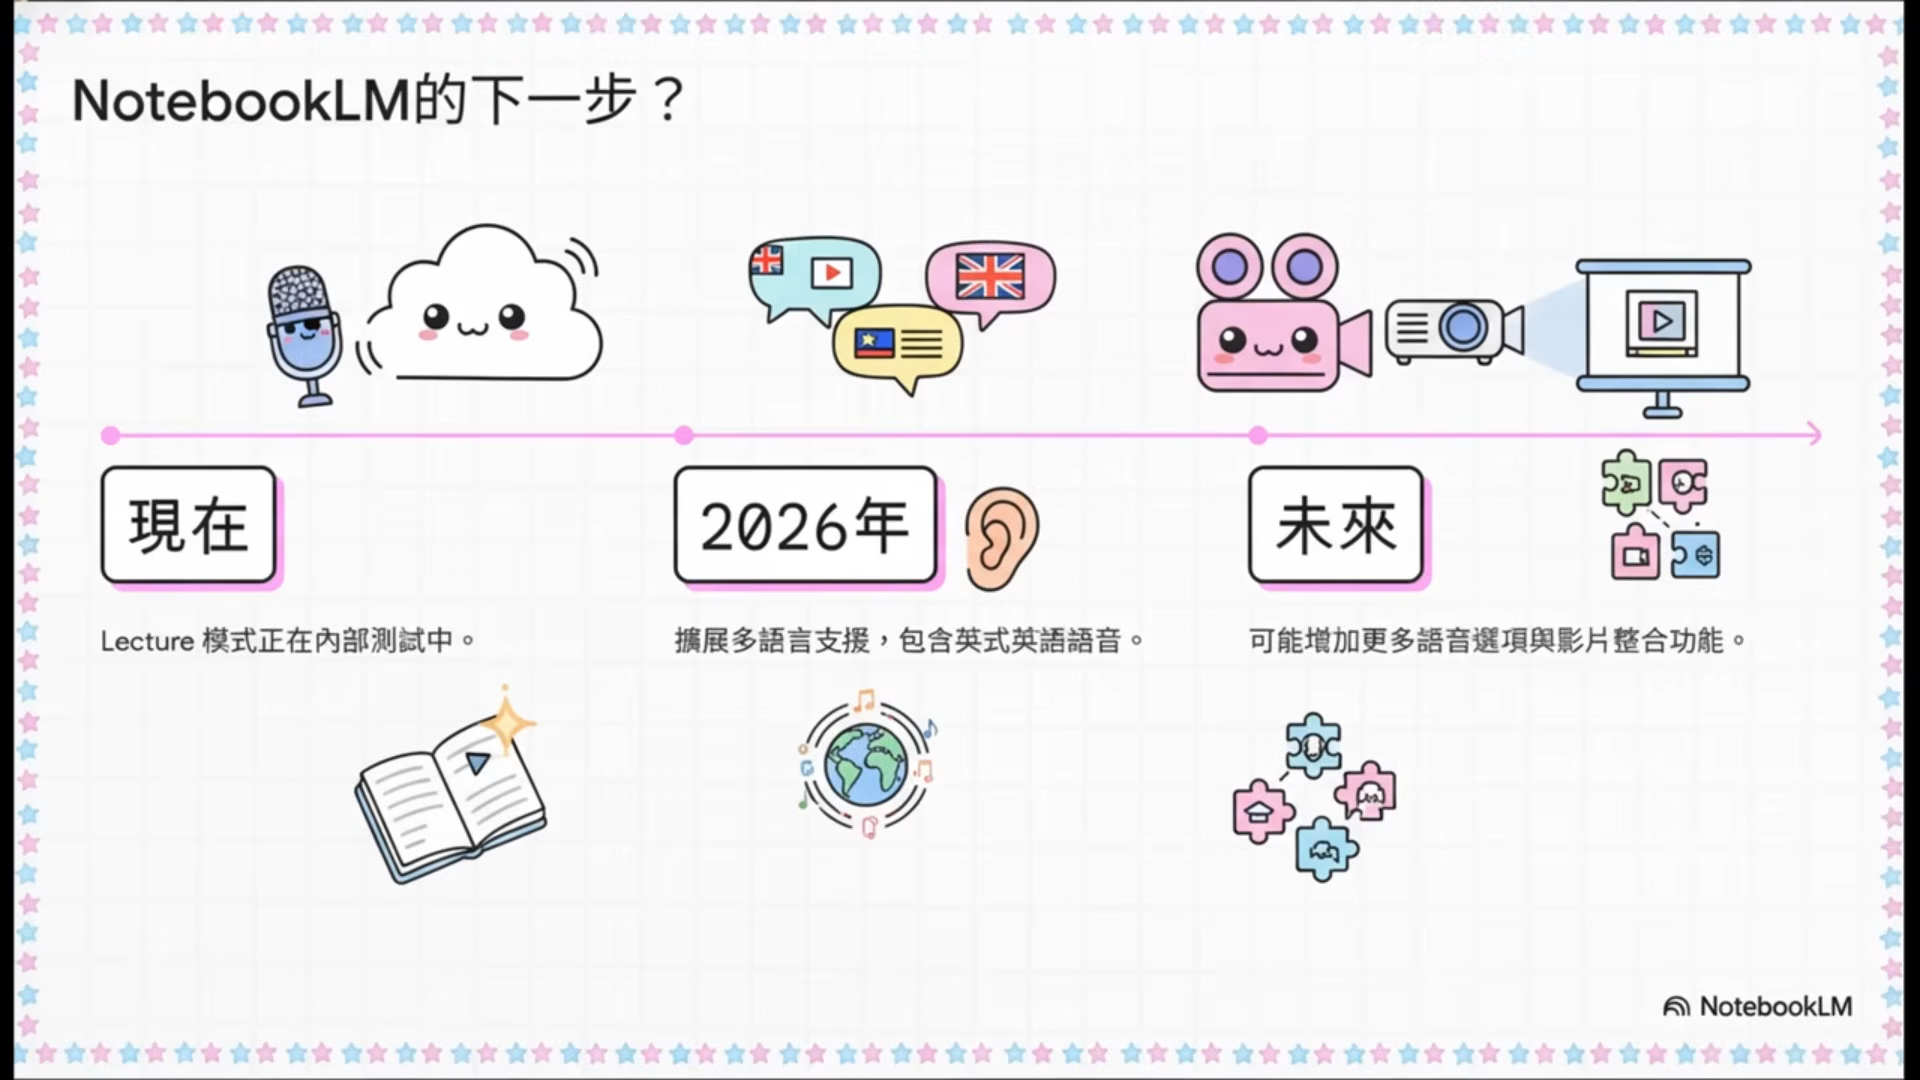 NotebookLM的下一步？
現在
2026年
未來
Lecture 模式正在內部測試中。
擴展多語言支援，包含英式英語語音。
可能增加更多語音選項與影片整合功能。
NotebookLM